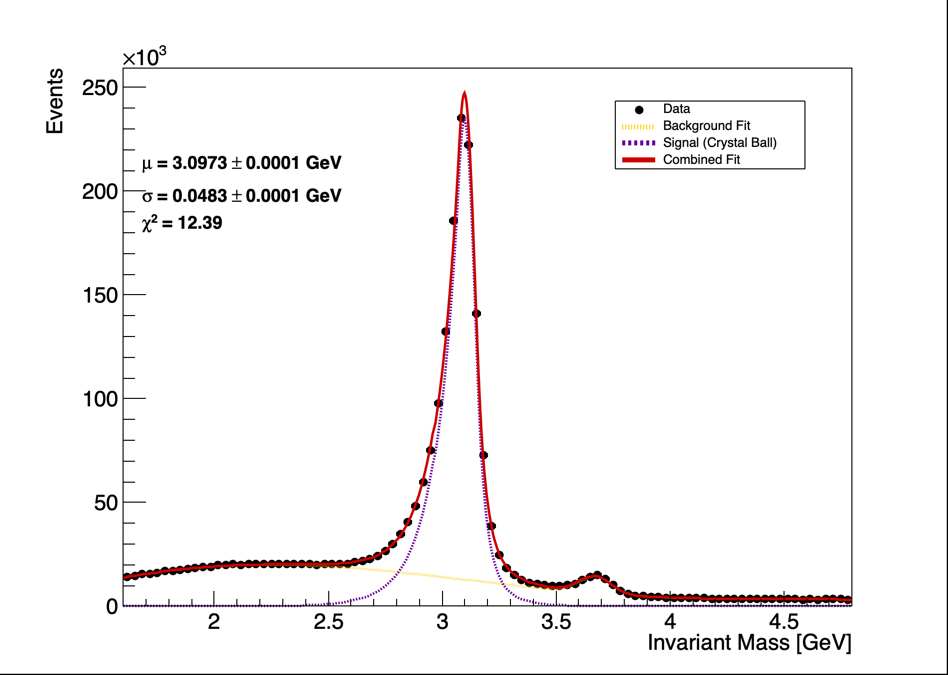 ×10³
Events
250
200
150
100
50
0
μ = 3.0973 ± 0.0001 GeV
σ = 0.0483 ± 0.0001 GeV
χ² = 12.39
Data
Background Fit
Signal (Crystal Ball)
Combined Fit
2 2.5 3 3.5 4 4.5
Invariant Mass [GeV]